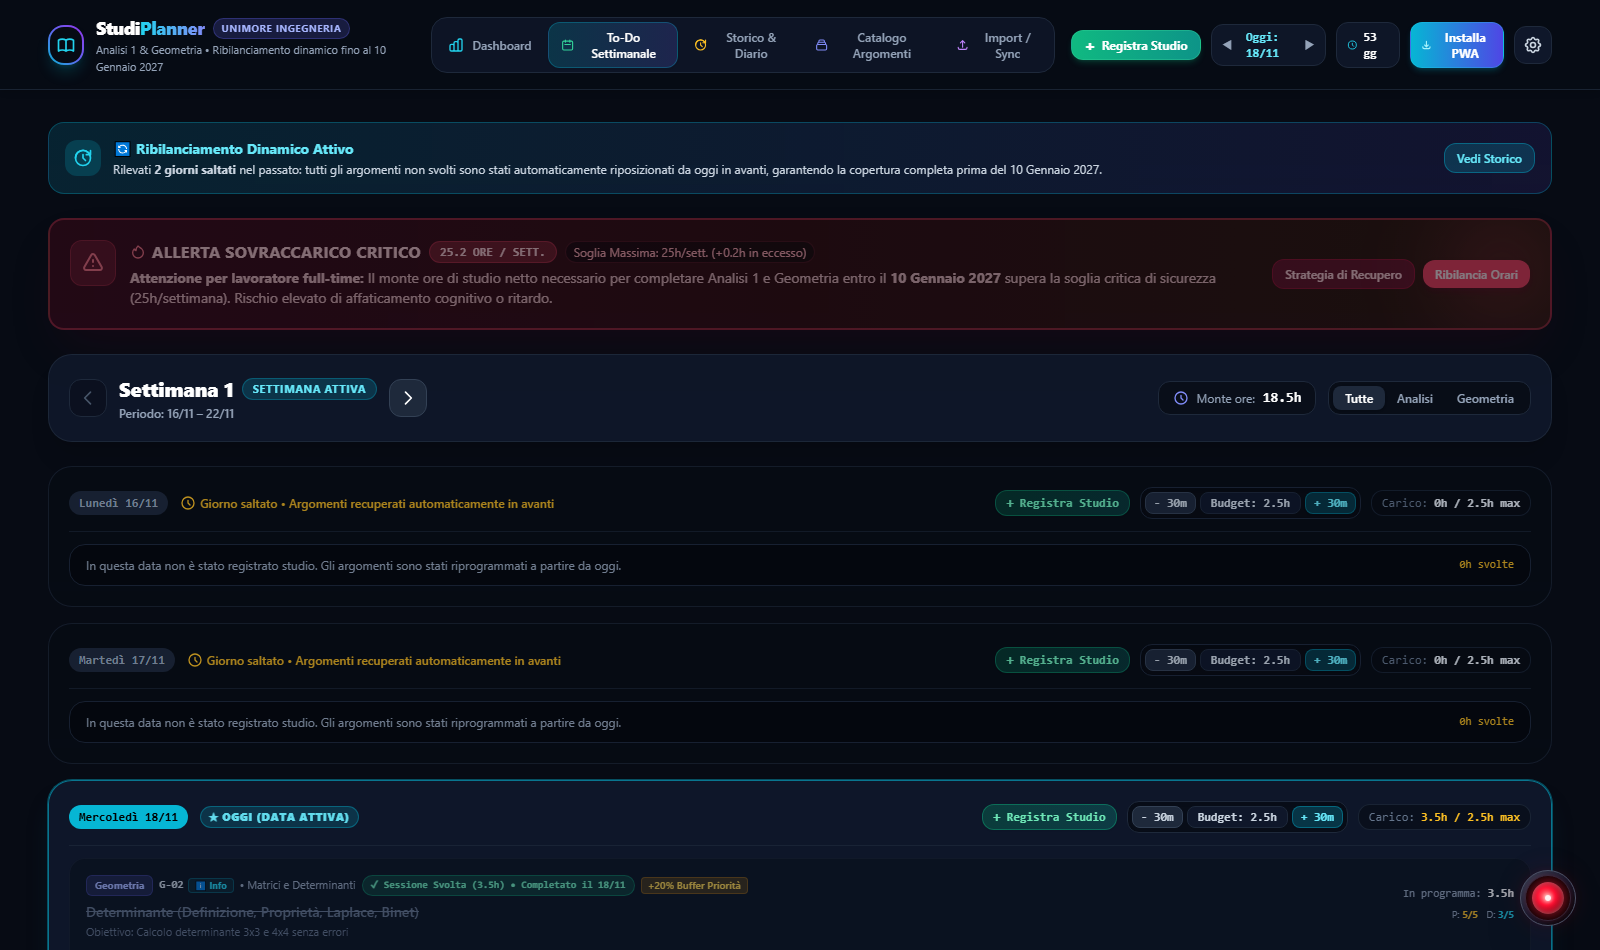 StudiPlanner UNIMORE INGEGNERIA
Analisi 1 & Geometria • Ribilanciamento dinamico fino al 10
Gennaio 2027
Dashboard
To-Do
Settimanale
Storico &
Diario
Catalogo
Argomenti
Import /
Sync
+ Registra Studio
◀ Oggi:
18/11 ▶
53
gg
Installa
PWA
Ribilanciamento Dinamico Attivo
Rilevati 2 giorni saltati nel passato: tutti gli argomenti non svolti sono stati automaticamente riposizionati da oggi in avanti, garantendo la copertura completa prima del 10 Gennaio 2027.
Vedi Storico
ALLERTA SOVRACCARICO CRITICO 25.2 ORE / SETT. Soglia Massima: 25h/sett. (+0.2h in eccesso)
Attenzione per lavoratore full-time: Il monte ore di studio netto necessario per completare Analisi 1 e Geometria entro il 10 Gennaio 2027 supera la soglia critica di sicurezza
(25h/settimana). Rischio elevato di affaticamento cognitivo o ritardo.
Strategia di Recupero
Ribilancia Orari
Settimana 1 SETTIMANA ATTIVA
Periodo: 16/11 – 22/11
Monte ore: 18.5h
Tutte Analisi Geometria
Lunedì 16/11 Giorno saltato • Argomenti recuperati automaticamente in avanti + Registra Studio - 30m Budget: 2.5h + 30m Carico: 0h / 2.5h max
In questa data non è stato registrato studio. Gli argomenti sono stati riprogrammati a partire da oggi. 0h svolte
Martedì 17/11 Giorno saltato • Argomenti recuperati automaticamente in avanti + Registra Studio - 30m Budget: 2.5h + 30m Carico: 0h / 2.5h max
In questa data non è stato registrato studio. Gli argomenti sono stati riprogrammati a partire da oggi. 0h svolte
Mercoledì 18/11 ★ OGGI (DATA ATTIVA) + Registra Studio - 30m Budget: 2.5h + 30m Carico: 3.5h / 2.5h max
Geometria G-02 Info • Matrici e Determinanti ✓ Sessione Svolta (3.5h) • Completato il 18/11 +20% Buffer Priorità In programma: 3.5h
Determinante (Definizione, Proprietà, Laplace, Binet) P: 5/5 D: 3/5
Obiettivo: Calcolo determinante 3x3 e 4x4 senza errori